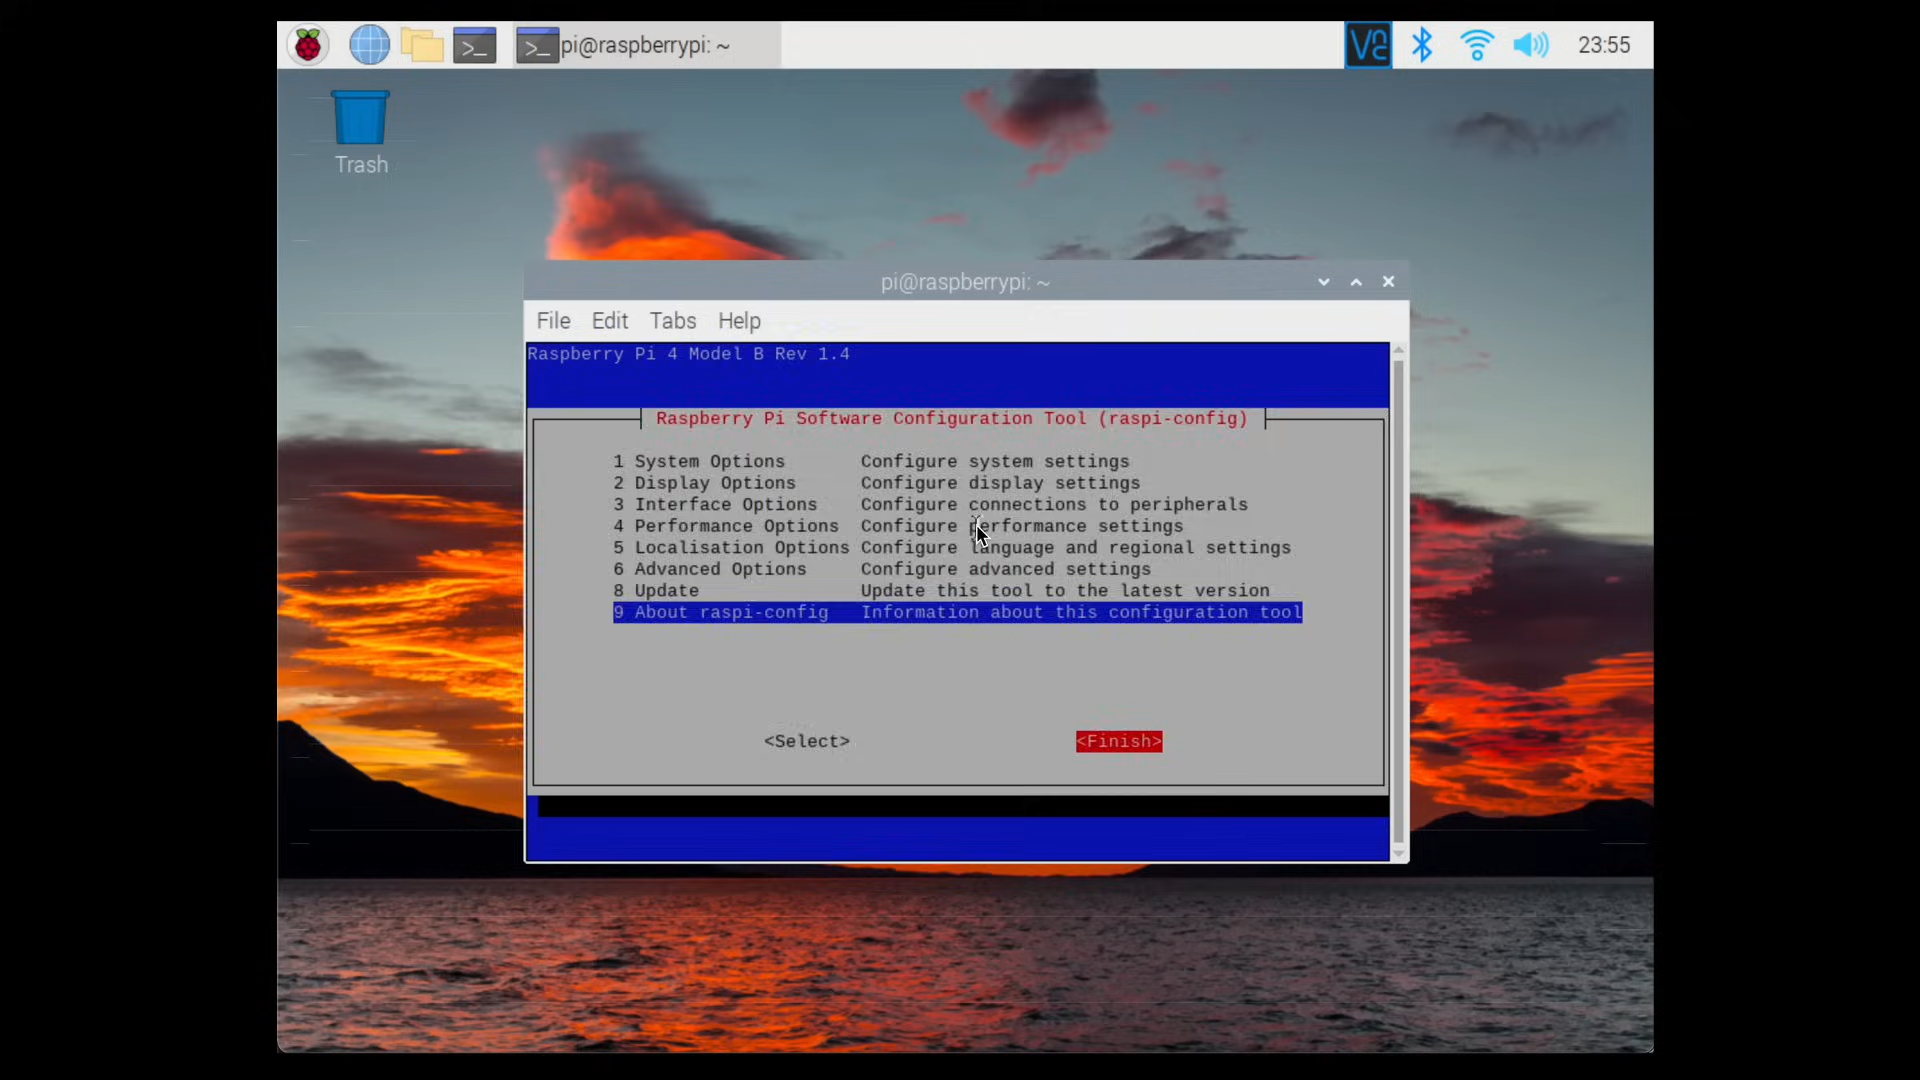 pi@raspberrypi: ~
VNC
23:55
Trash
pi@raspberrypi: ~
File Edit Tabs Help
Raspberry Pi 4 Model B Rev 1.4
Raspberry Pi Software Configuration Tool (raspi-config)
1 System Options Configure system settings
2 Display Options Configure display settings
3 Interface Options Configure connections to peripherals
4 Performance Options Configure performance settings
5 Localisation Options Configure language and regional settings
6 Advanced Options Configure advanced settings
8 Update Update this tool to the latest version
9 About raspi-config Information about this configuration tool
<Select> <Finish>